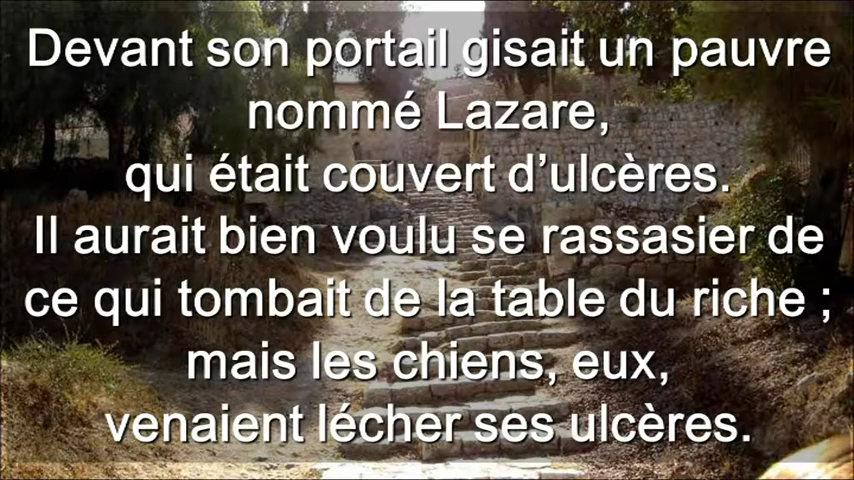 Devant son portail gisait un pauvre
nommé Lazare,
qui était couvert d’ulcères.
Il aurait bien voulu se rassasier de
ce qui tombait de la table du riche ;
mais les chiens, eux,
venaient lécher ses ulcères.